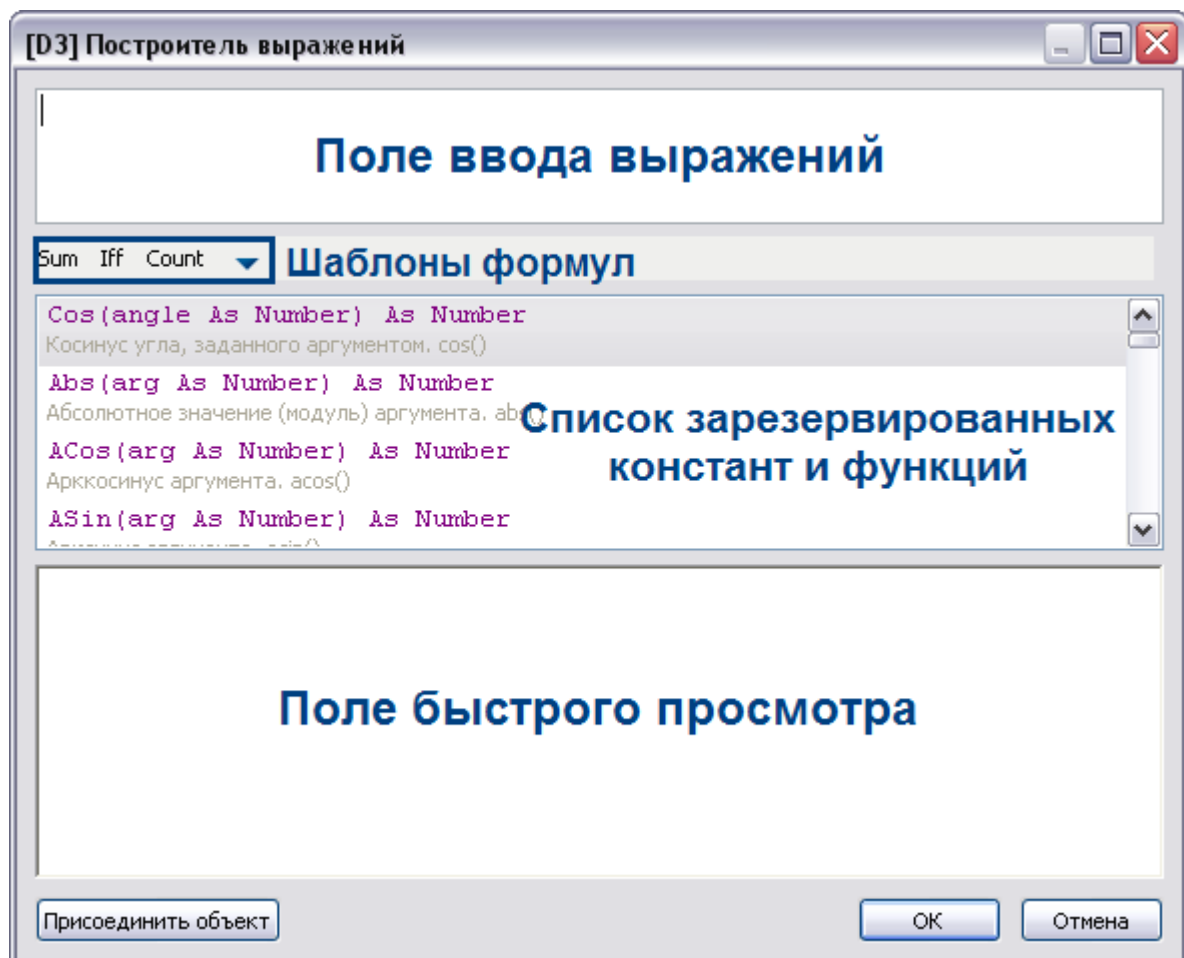 [D3] Построитель выражений
Поле ввода выражений
Sum Iff Count
Шаблоны формул
Cos(angle As Number) As Number
Косинус угла, заданного аргументом. cos()
Abs(arg As Number) As Number
Абсолютное значение (модуль) аргумента. abs()
Список зарезервированных
констант и функций
ACos(arg As Number) As Number
Арккосинус аргумента. acos()
ASin(arg As Number) As Number
Поле быстрого просмотра
Присоединить объект
OK
Отмена